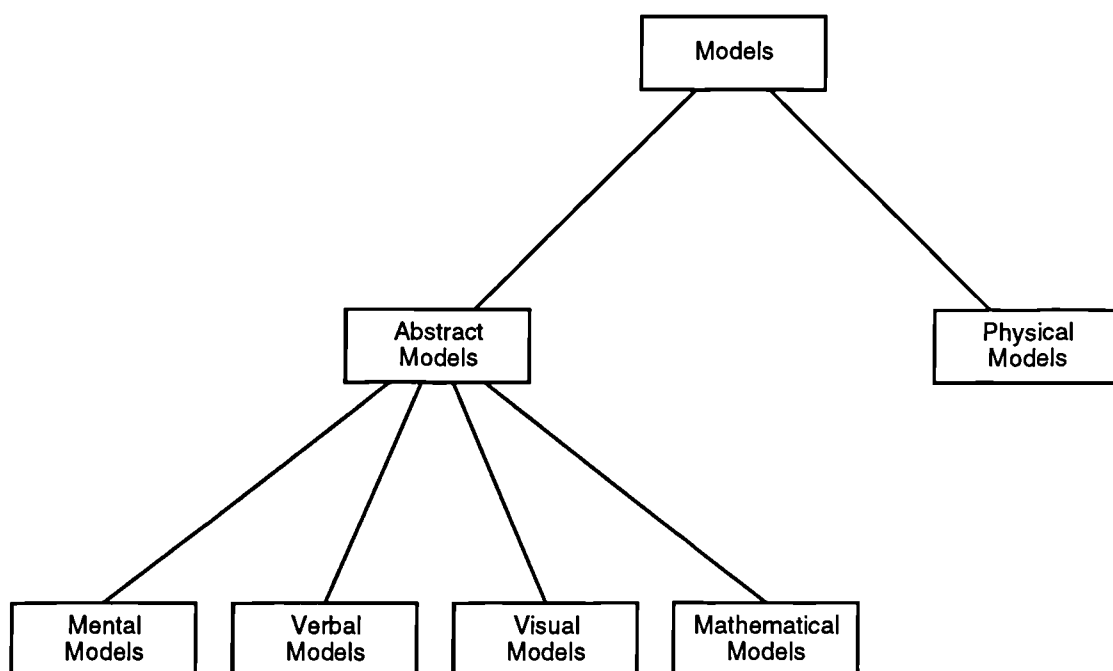 Models
Abstract
Models
Physical
Models
Mental
Models
Verbal
Models
Visual
Models
Mathematical
Models